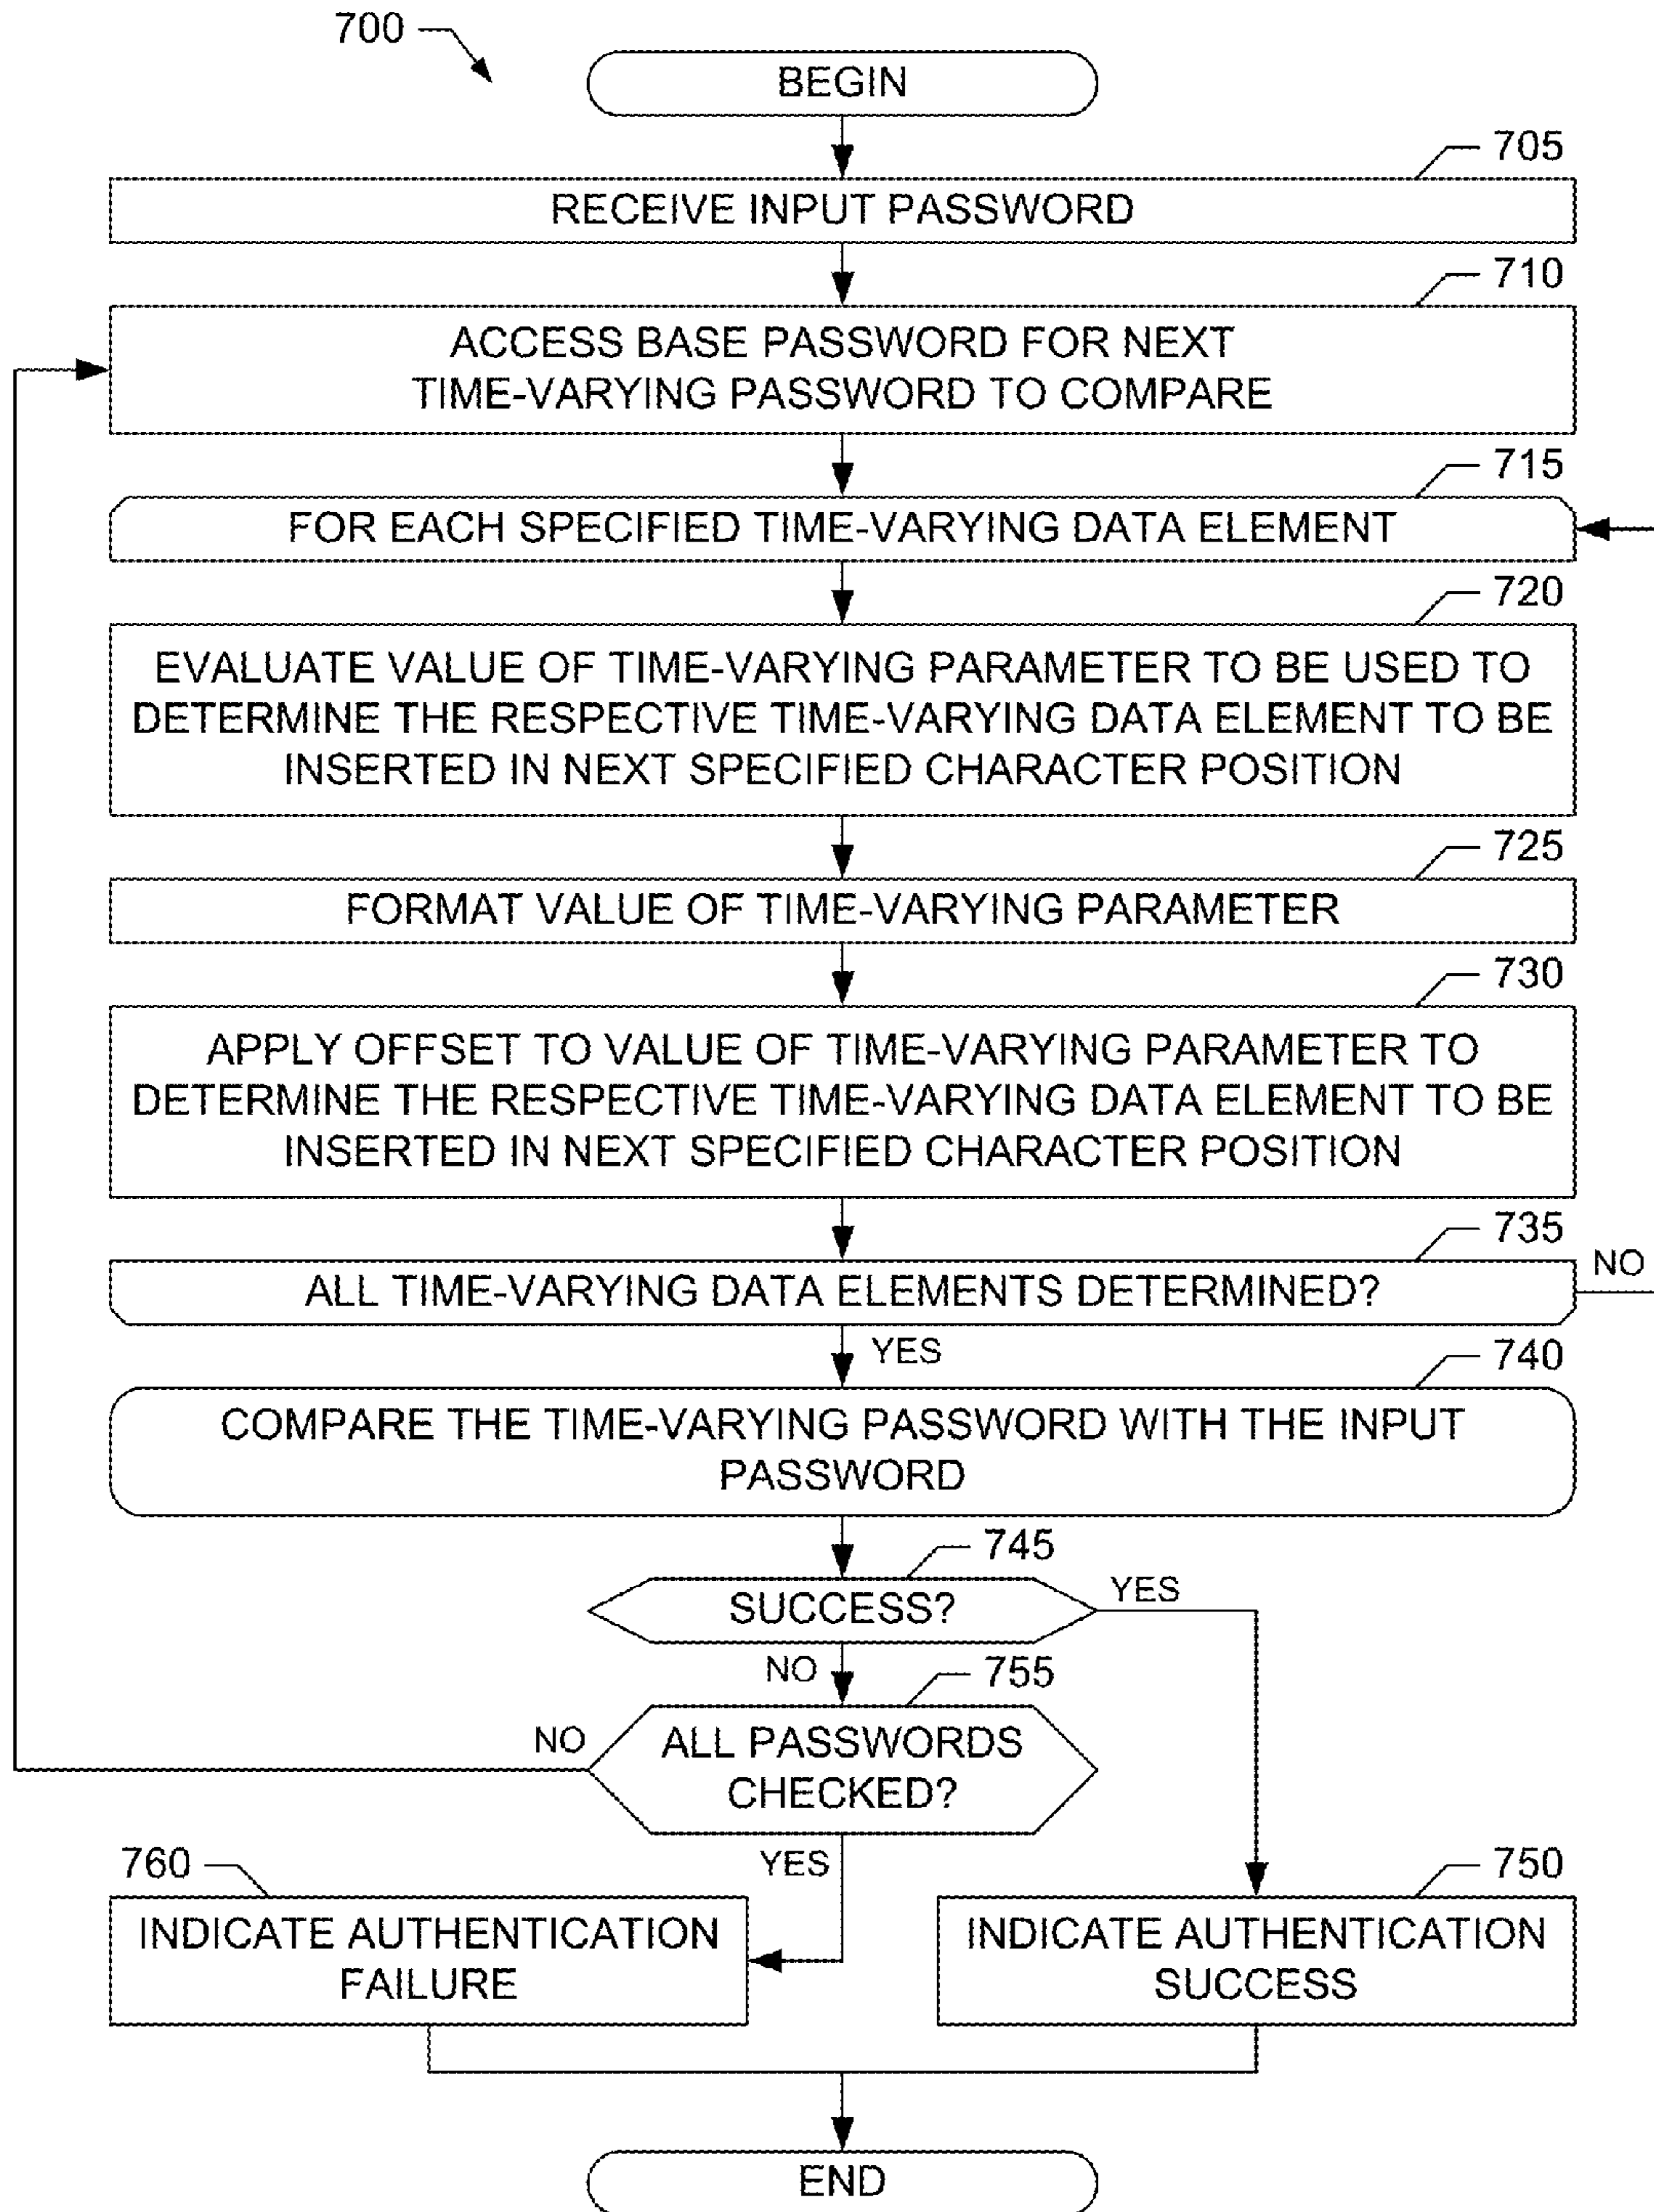 700
BEGIN
705
RECEIVE INPUT PASSWORD
710
ACCESS BASE PASSWORD FOR NEXT
TIME-VARYING PASSWORD TO COMPARE
715
FOR EACH SPECIFIED TIME-VARYING DATA ELEMENT
720
EVALUATE VALUE OF TIME-VARYING PARAMETER TO BE USED TO
DETERMINE THE RESPECTIVE TIME-VARYING DATA ELEMENT TO BE
INSERTED IN NEXT SPECIFIED CHARACTER POSITION
725
FORMAT VALUE OF TIME-VARYING PARAMETER
730
APPLY OFFSET TO VALUE OF TIME-VARYING PARAMETER TO
DETERMINE THE RESPECTIVE TIME-VARYING DATA ELEMENT TO BE
INSERTED IN NEXT SPECIFIED CHARACTER POSITION
735
ALL TIME-VARYING DATA ELEMENTS DETERMINED?
NO
YES
740
COMPARE THE TIME-VARYING PASSWORD WITH THE INPUT
PASSWORD
745
SUCCESS?
YES
NO
755
ALL PASSWORDS
CHECKED?
NO
YES
760
INDICATE AUTHENTICATION
FAILURE
750
INDICATE AUTHENTICATION
SUCCESS
END